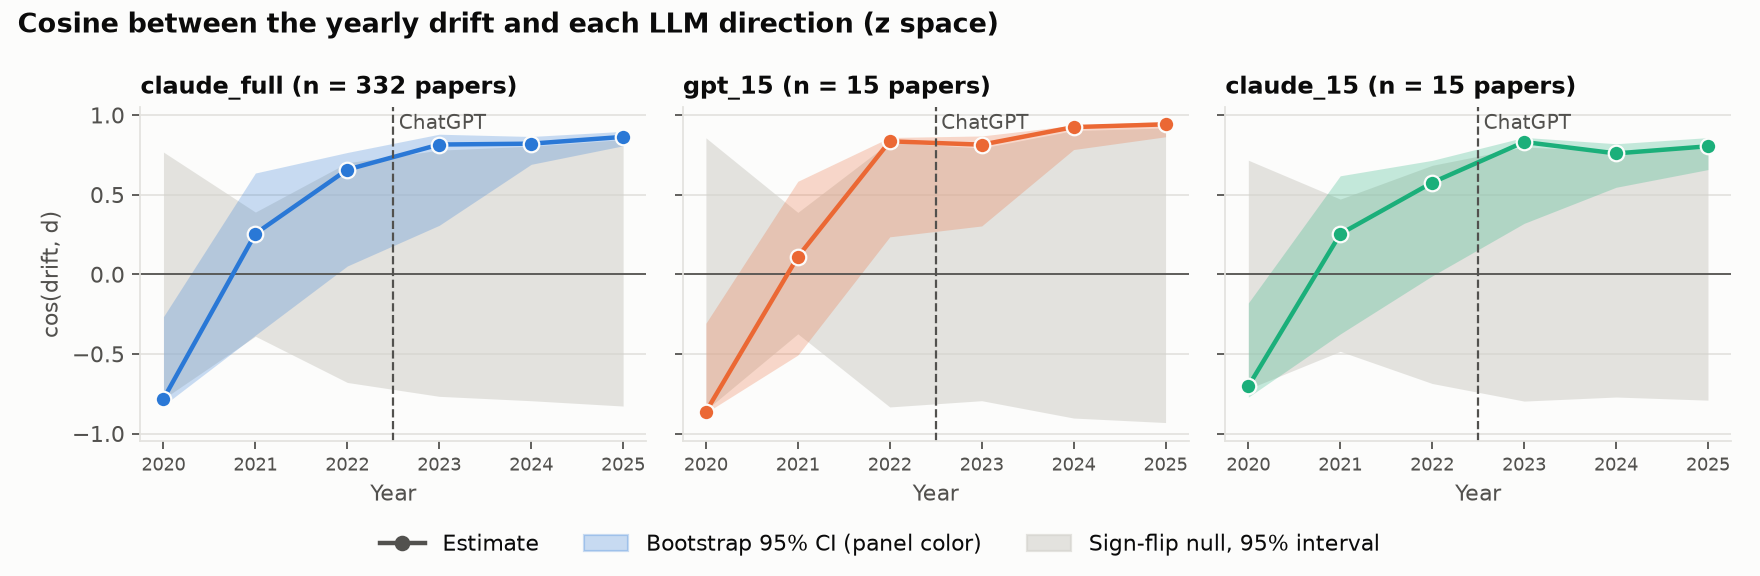 Cosine between the yearly drift and each LLM direction (z space)
claude_full (n = 332 papers)
gpt_15 (n = 15 papers)
claude_15 (n = 15 papers)
cos(drift, d)
1.0
0.5
0.0
−0.5
−1.0
ChatGPT
ChatGPT
ChatGPT
2020 2021 2022 2023 2024 2025
2020 2021 2022 2023 2024 2025
2020 2021 2022 2023 2024 2025
Year
Year
Year
Estimate
Bootstrap 95% CI (panel color)
Sign-flip null, 95% interval